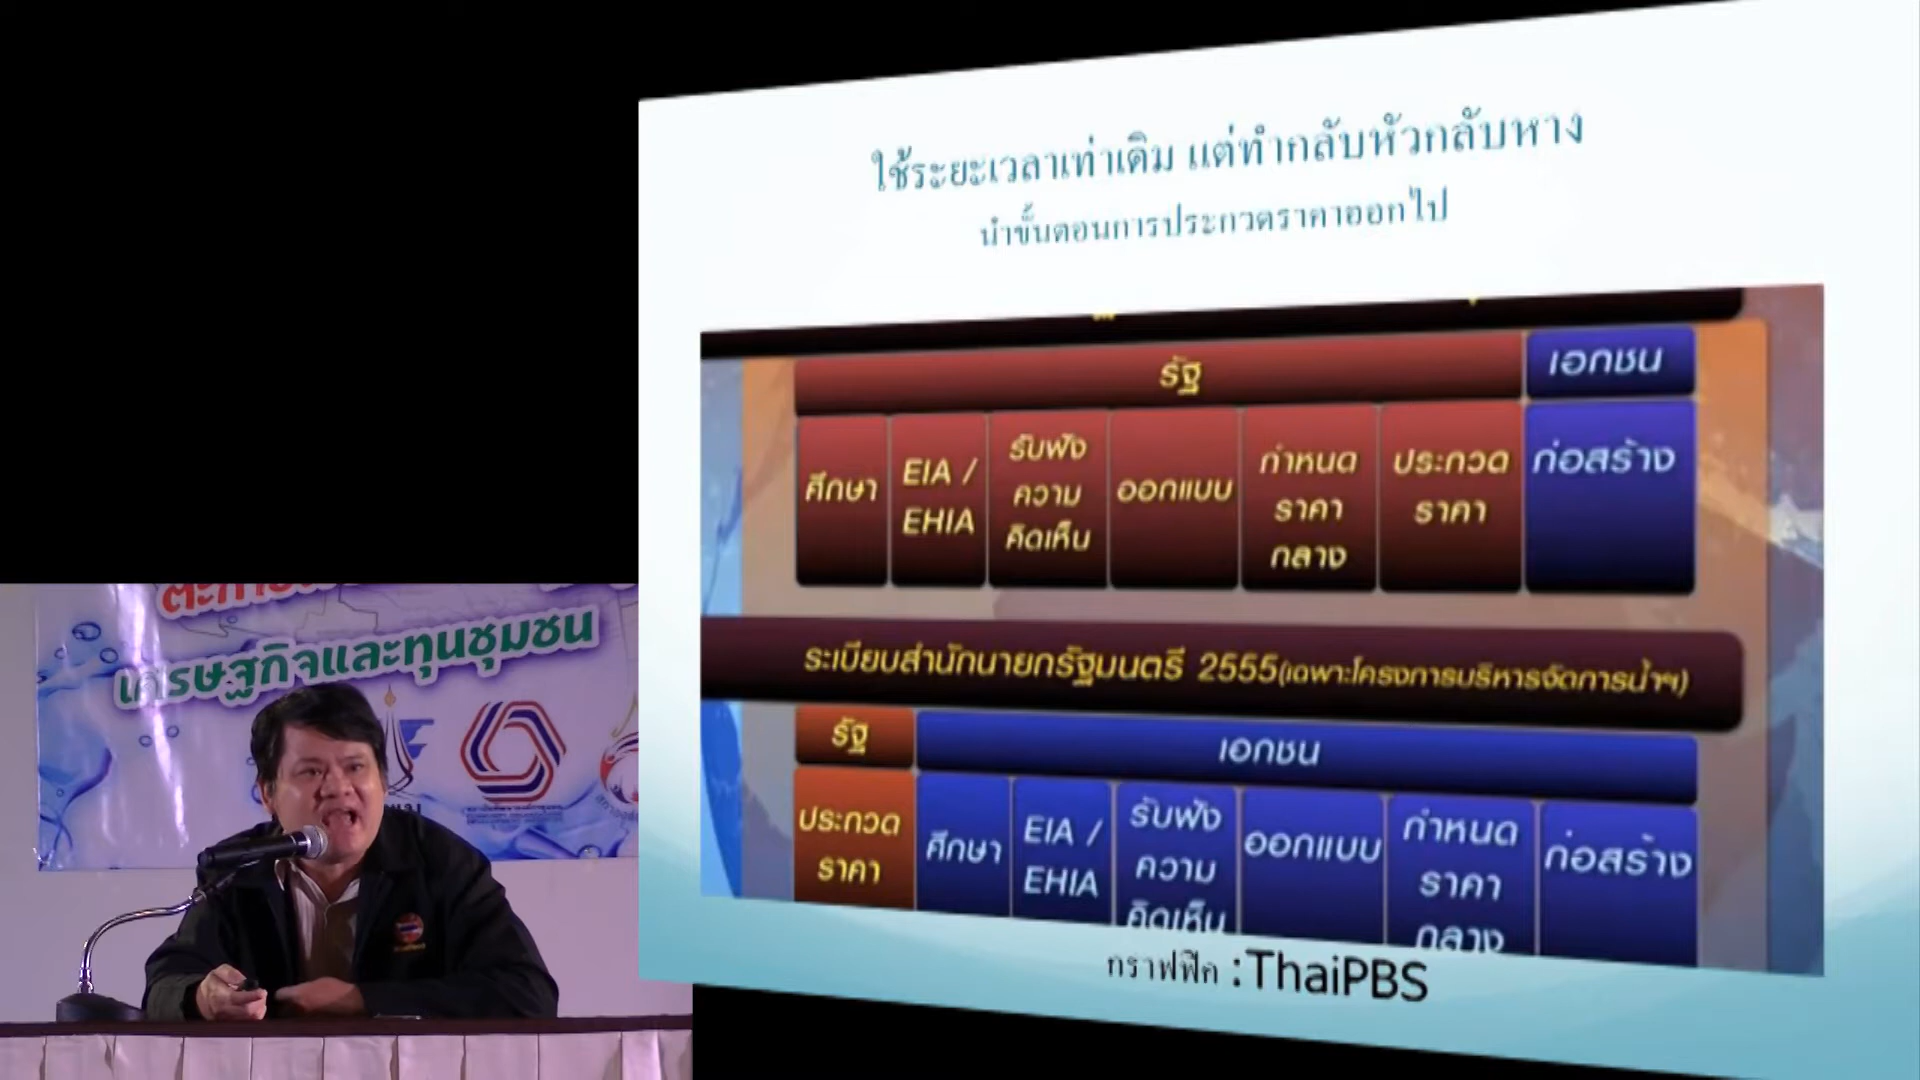 ใช้ระยะเวลาเท่าเดิม แต่ทำกลับหัวกลับหาง
นำขั้นตอนการประกวดราคาออกไป
รัฐ
เอกชน
ศึกษา
EIA /
EHIA
รับฟัง
ความ
คิดเห็น
ออกแบบ
กำหนด
ราคา
กลาง
ประกวด
ราคา
ก่อสร้าง
ระเบียบสำนักนายกรัฐมนตรี 2555(เฉพาะโครงการบริหารจัดการน้ำฯ)
รัฐ
เอกชน
ประกวด
ราคา
ศึกษา
EIA /
EHIA
รับฟัง
ความ
คิดเห็น
ออกแบบ
กำหนด
ราคา
กลาง
ก่อสร้าง
กราฟฟิค :ThaiPBS
เศรษฐกิจและทุนชุมชน